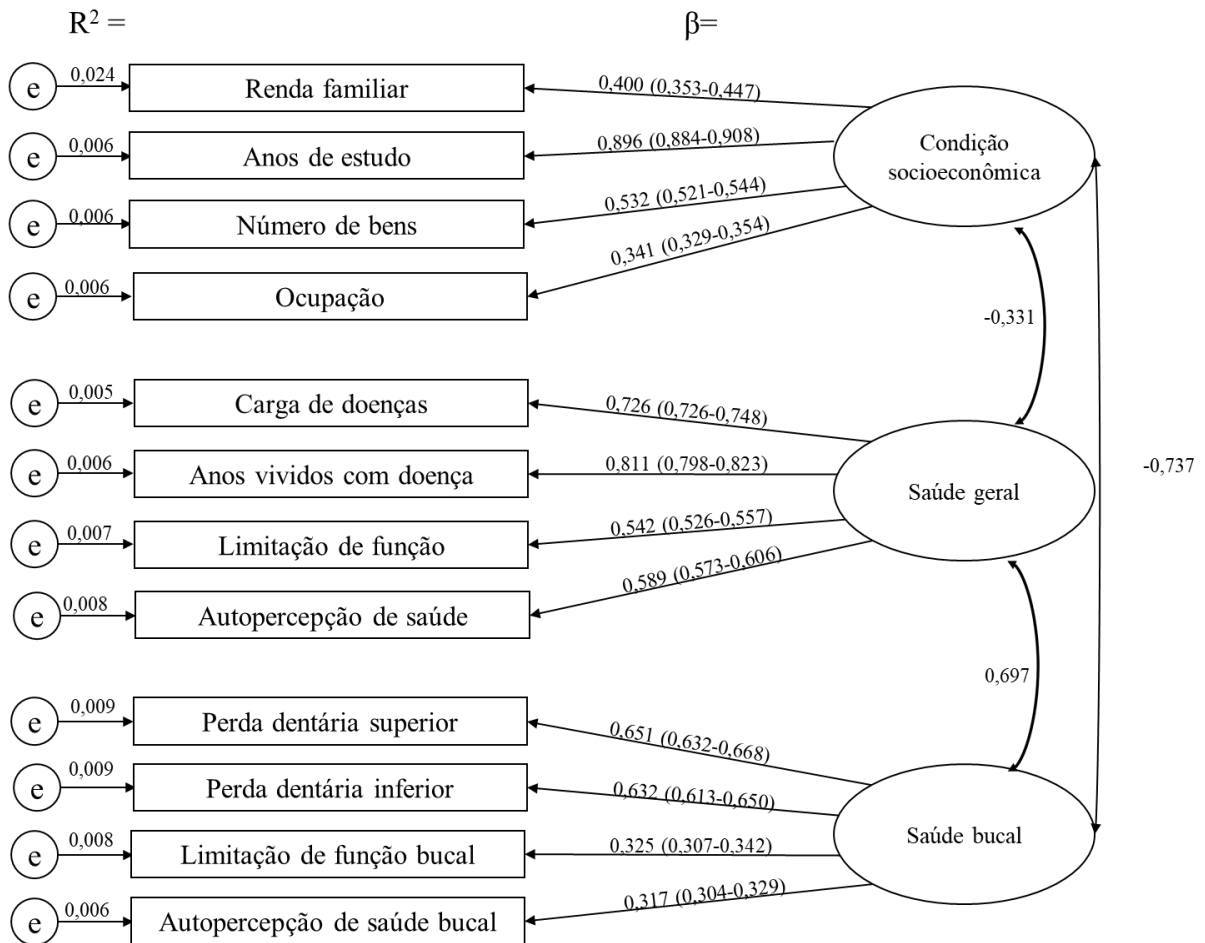 R² =
β=
e
0,024
Renda familiar
0,400 (0,353-0,447)
e
0,006
Anos de estudo
0,896 (0,884-0,908)
Condição
socioeconômica
e
0,006
Número de bens
0,532 (0,521-0,544)
e
0,006
Ocupação
0,341 (0,329-0,354)
-0,331
e
0,005
Carga de doenças
0,726 (0,726-0,748)
e
0,006
Anos vividos com doença
0,811 (0,798-0,823)
Saúde geral
-0,737
e
0,007
Limitação de função
0,542 (0,526-0,557)
e
0,008
Autopercepção de saúde
0,589 (0,573-0,606)
0,697
e
0,009
Perda dentária superior
0,651 (0,632-0,668)
e
0,009
Perda dentária inferior
0,632 (0,613-0,650)
Saúde bucal
e
0,008
Limitação de função bucal
0,325 (0,307-0,342)
e
0,006
Autopercepção de saúde bucal
0,317 (0,304-0,329)